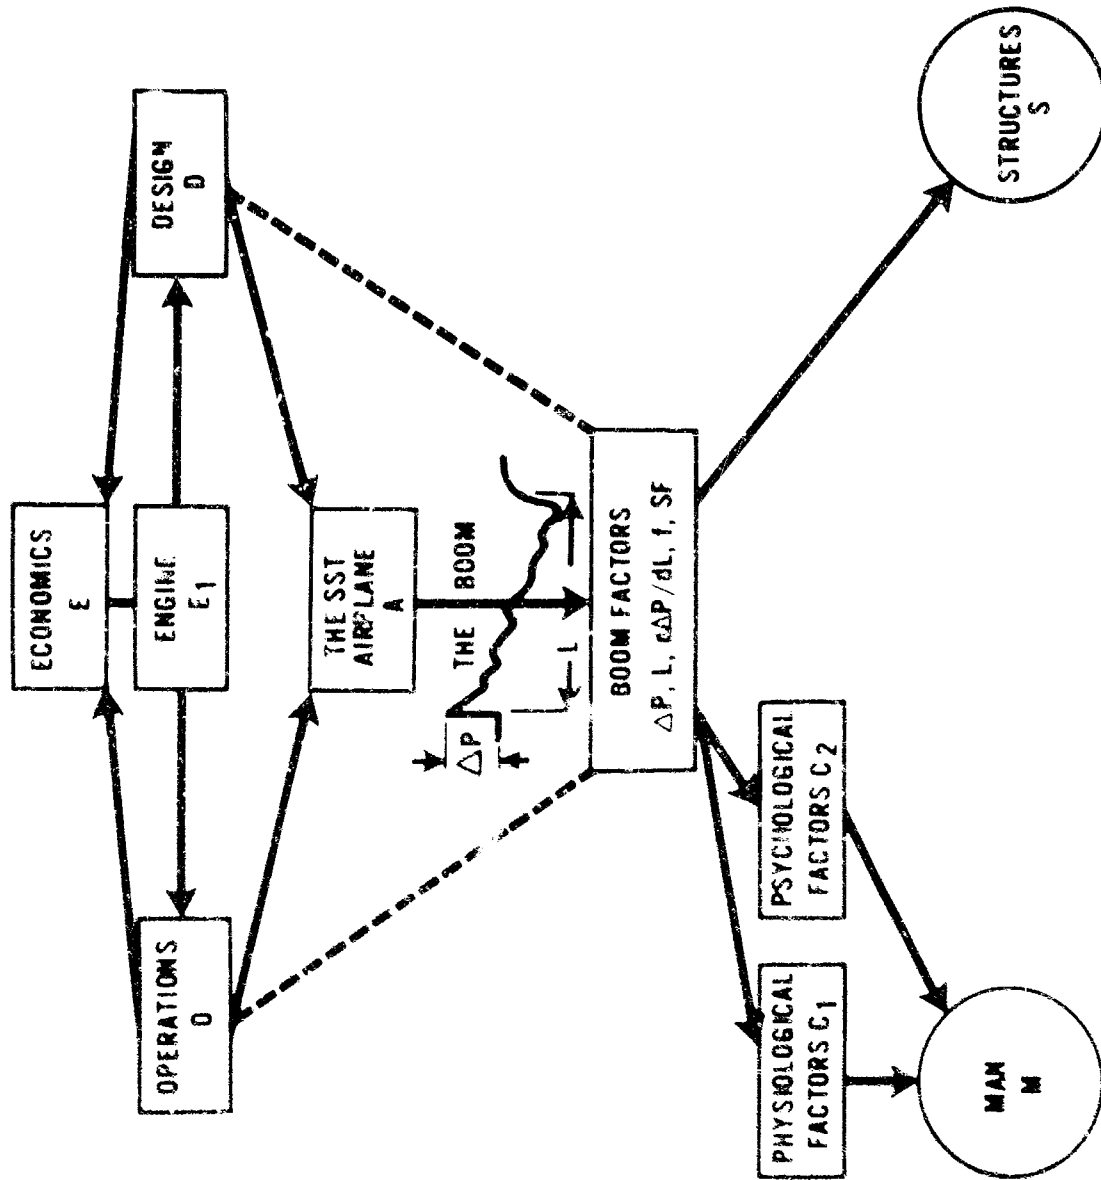 ECONOMICS
E
ENGINE
E1
OPERATIONS
O
DESIGN
D
THE SST
AIRPLANE
A
THE BOOM
ΔP
L
BOOM FACTORS
ΔP, L, dΔP/dL, f, SF
PHYSIOLOGICAL
FACTORS C1
PSYCHOLOGICAL
FACTORS C2
MAN
M
STRUCTURES
S